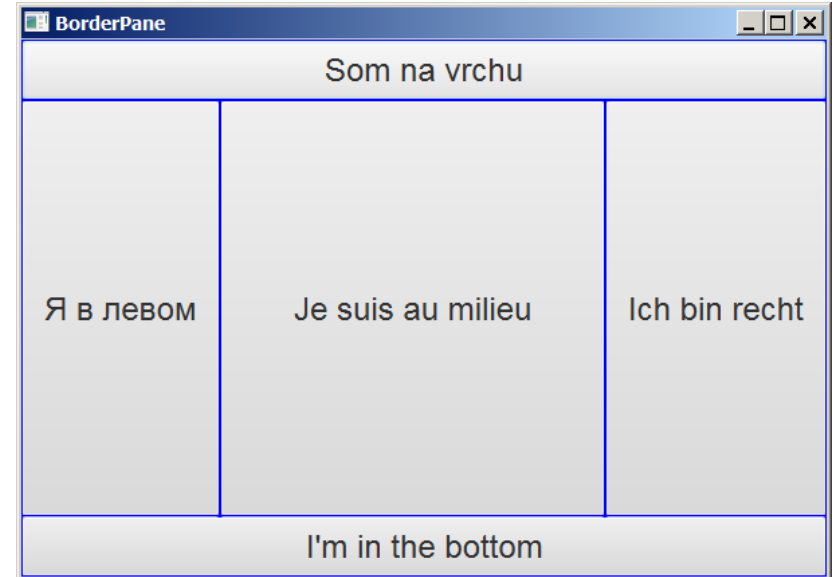 BorderPane
Som na vrchu
Я в левом
Je suis au milieu
Ich bin recht
I'm in the bottom